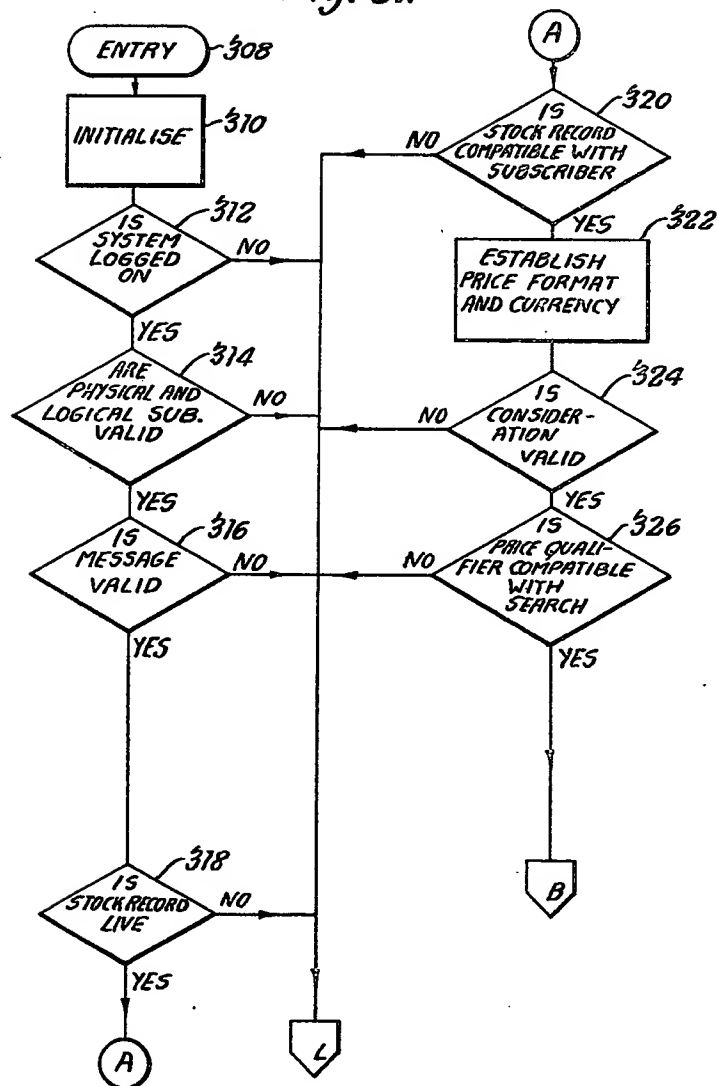 ENTRY
308
INITIALISE
310
IS
SYSTEM
LOGGED
ON
312
NO
YES
ARE
PHYSICAL AND
LOGICAL SUB.
VALID
314
NO
YES
IS
MESSAGE
VALID
316
NO
YES
IS
STOCK RECORD
LIVE
318
NO
YES
A
L
A
IS
STOCK RECORD
COMPATIBLE WITH
SUBSCRIBER
320
NO
YES
322
ESTABLISH
PRICE FORMAT
AND CURRENCY
IS
CONSIDER-
ATION
VALID
324
NO
YES
IS
PRICE QUALI-
FIER COMPATIBLE
WITH
SEARCH
326
NO
YES
B